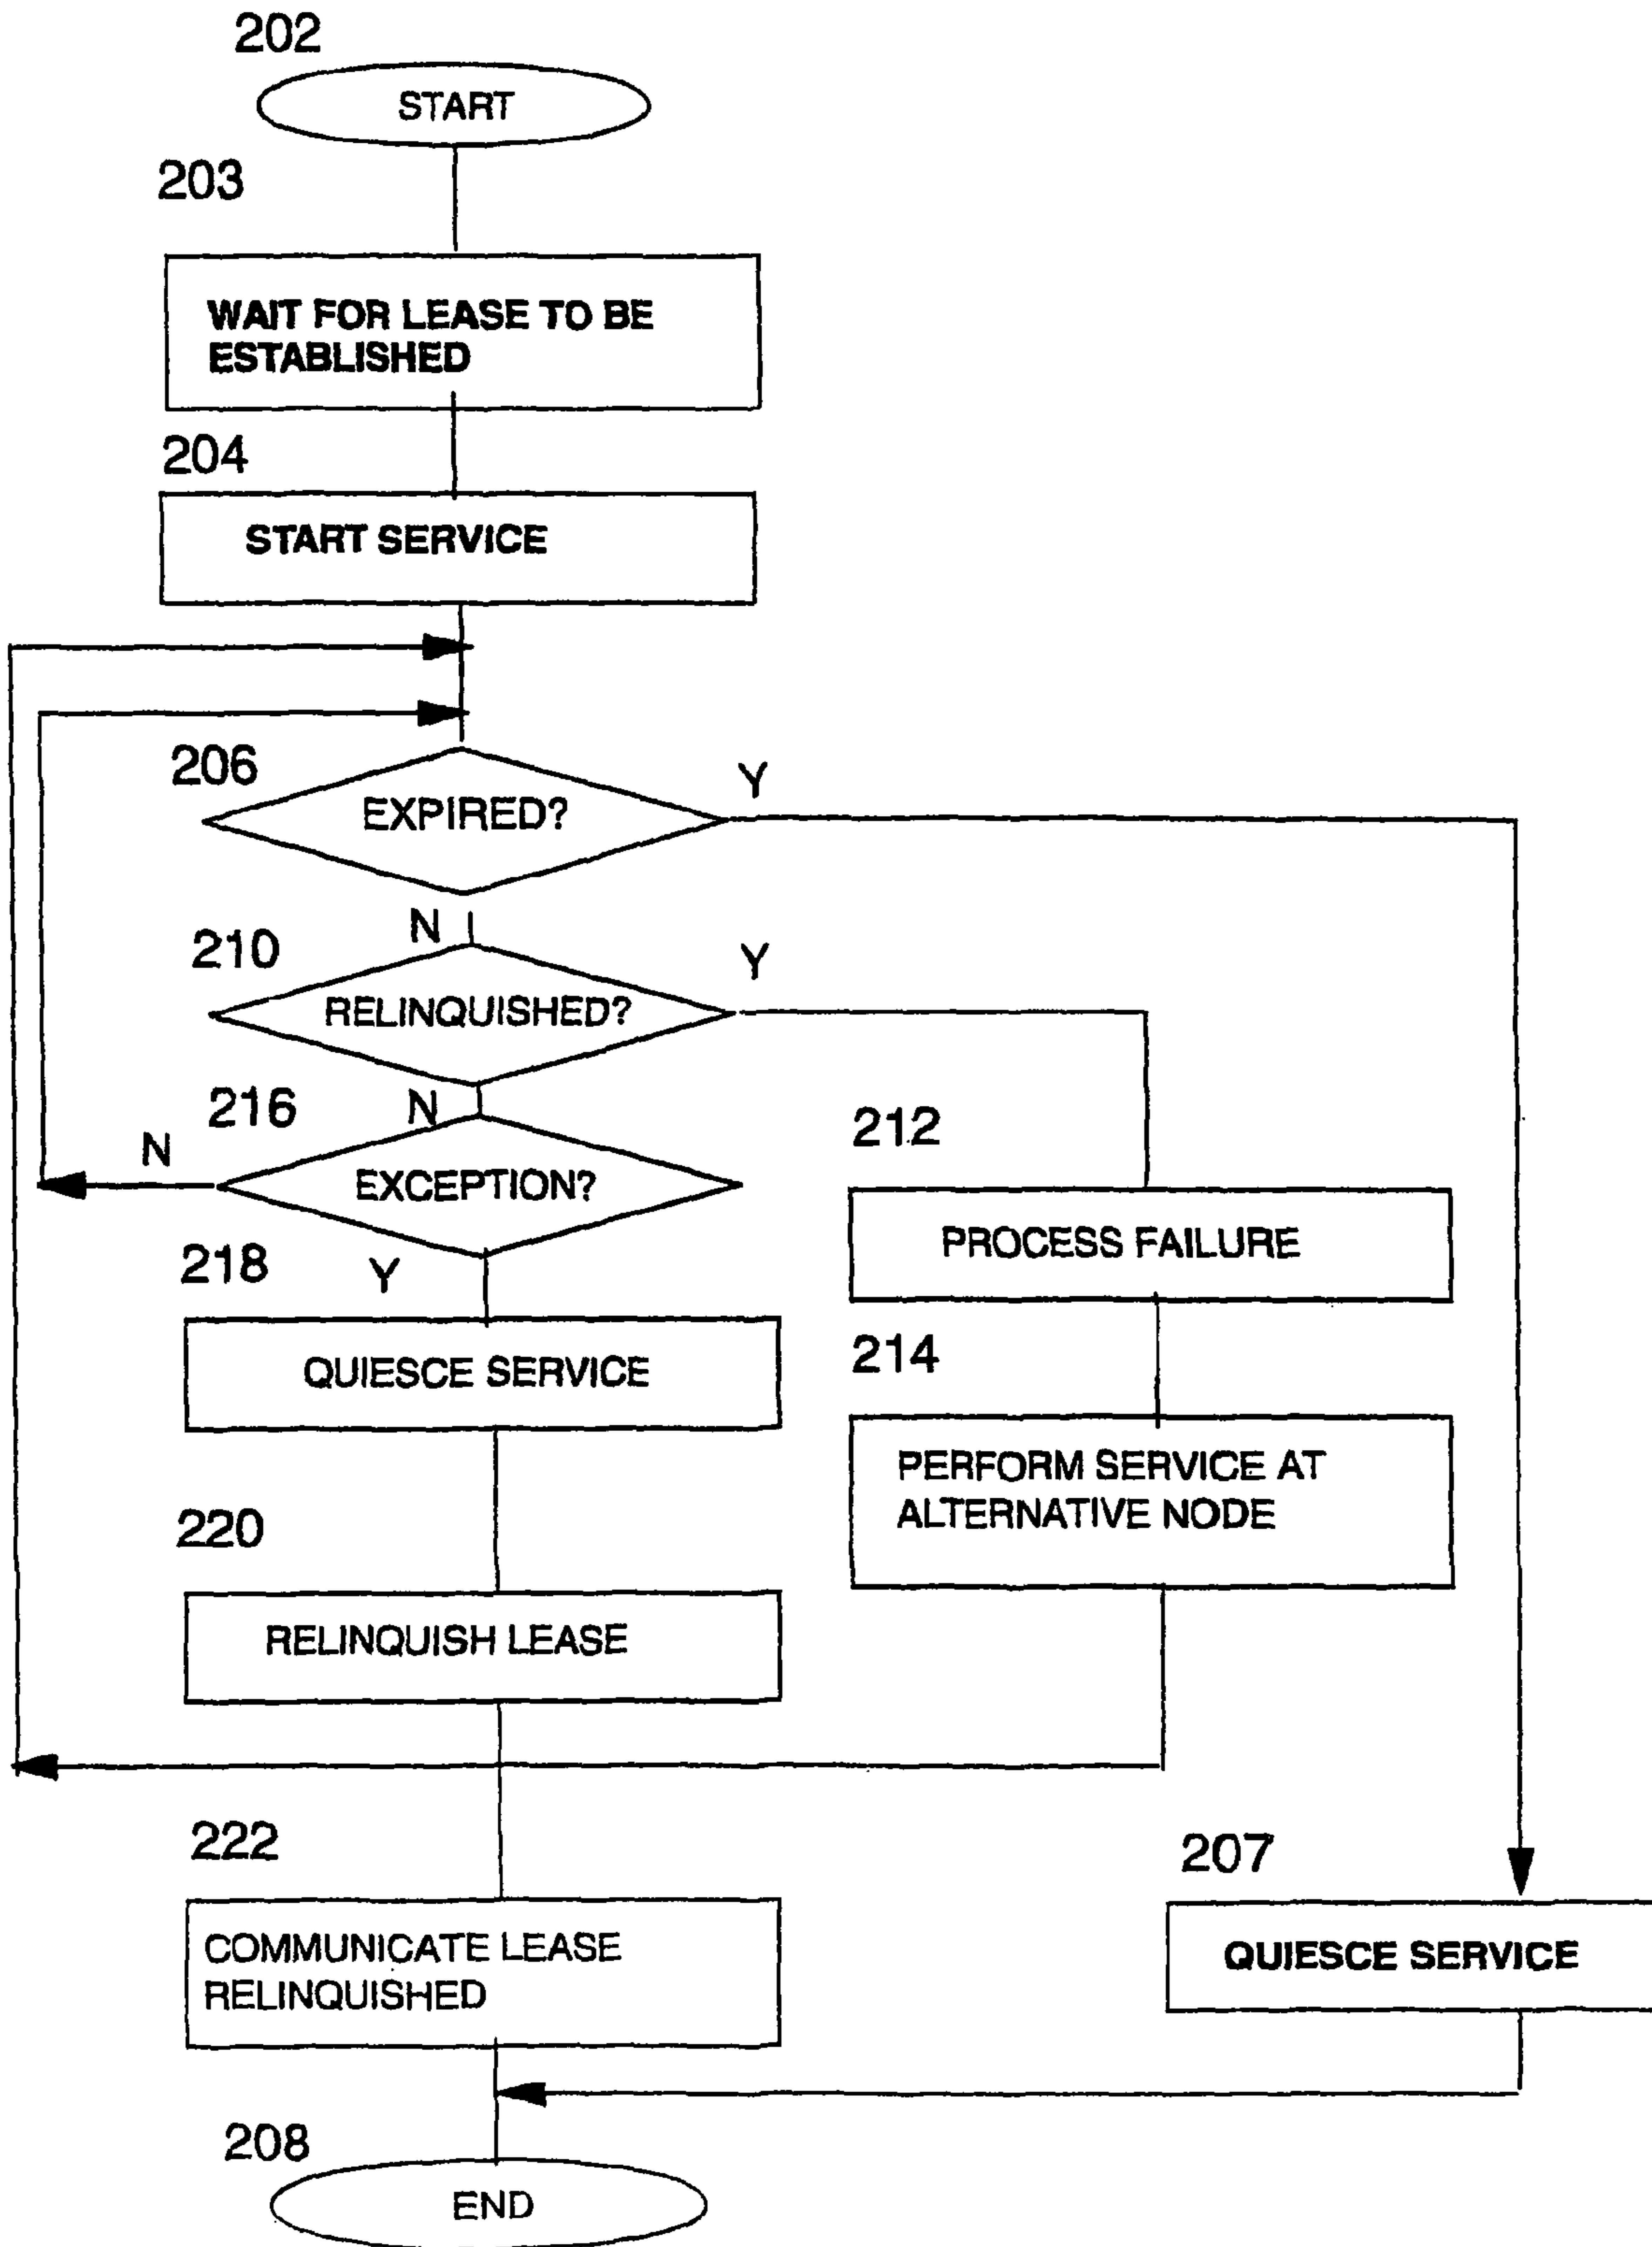 202
START
203
WAIT FOR LEASE TO BE
ESTABLISHED
204
START SERVICE
206
EXPIRED?
Y
N
210
RELINQUISHED?
Y
N
216
EXCEPTION?
N
Y
212
PROCESS FAILURE
218
QUIESCE SERVICE
214
PERFORM SERVICE AT
ALTERNATIVE NODE
220
RELINQUISH LEASE
222
COMMUNICATE LEASE
RELINQUISHED
207
QUIESCE SERVICE
208
END